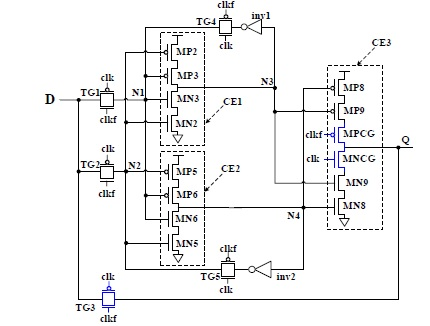 clkf
TG4
inv1
clk
CE3
MP2
clk
TG1
N1
MP3
N3
MP8
D
MN3
CE1
MP9
clkf
MN2
clkf
MPCG
Q
clk
clk
MNCG
TG2
N2
MP5
CE2
MN9
clkf
MP6
MN8
MN6
N4
MN5
clkf
clk
TG5
inv2
clk
TG3
clkf